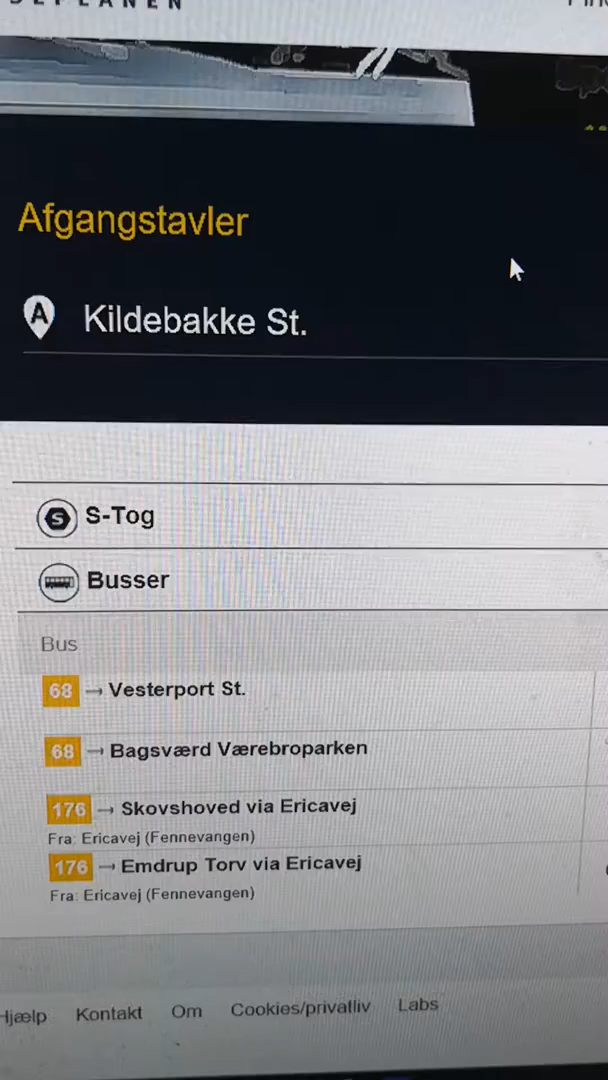 Afgangstavler
A Kildebakke St.
S S-Tog
Busser
Bus
68 → Vesterport St.
68 → Bagsværd Værebroparken
176 → Skovshoved via Ericavej
Fra: Ericavej (Fennevangen)
176 → Emdrup Torv via Ericavej
Fra: Ericavej (Fennevangen)
Hjælp Kontakt Om Cookies/privatliv Labs